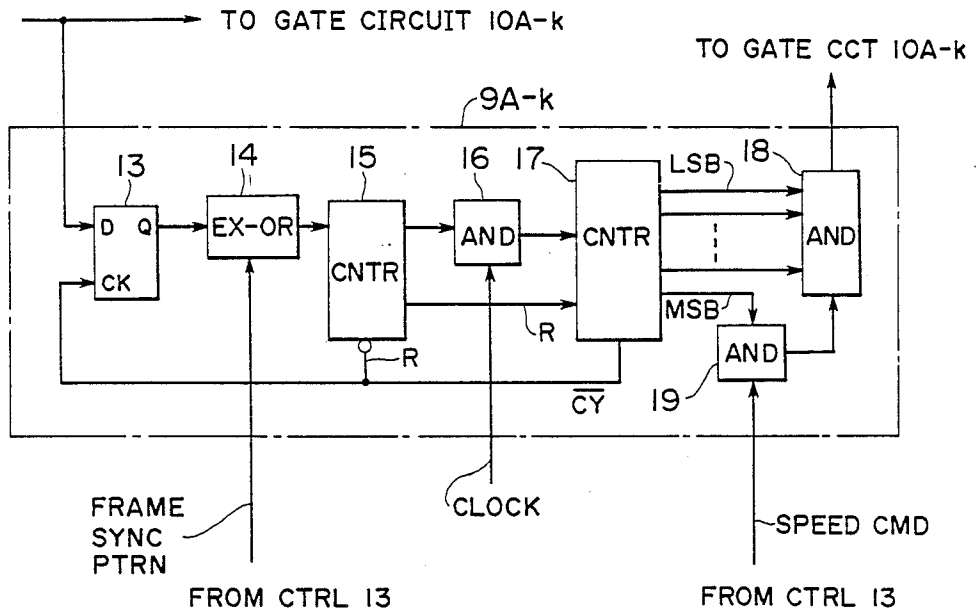 TO GATE CIRCUIT 10A-k
TO GATE CCT 10A-k
9A-k
13
14
15
16
17
LSB
18
D Q
CK
EX-OR
CNTR
AND
CNTR
AND
MSB
R
R
AND
19
CY
FRAME
SYNC
PTRN
CLOCK
SPEED CMD
FROM CTRL 13
FROM CTRL 13